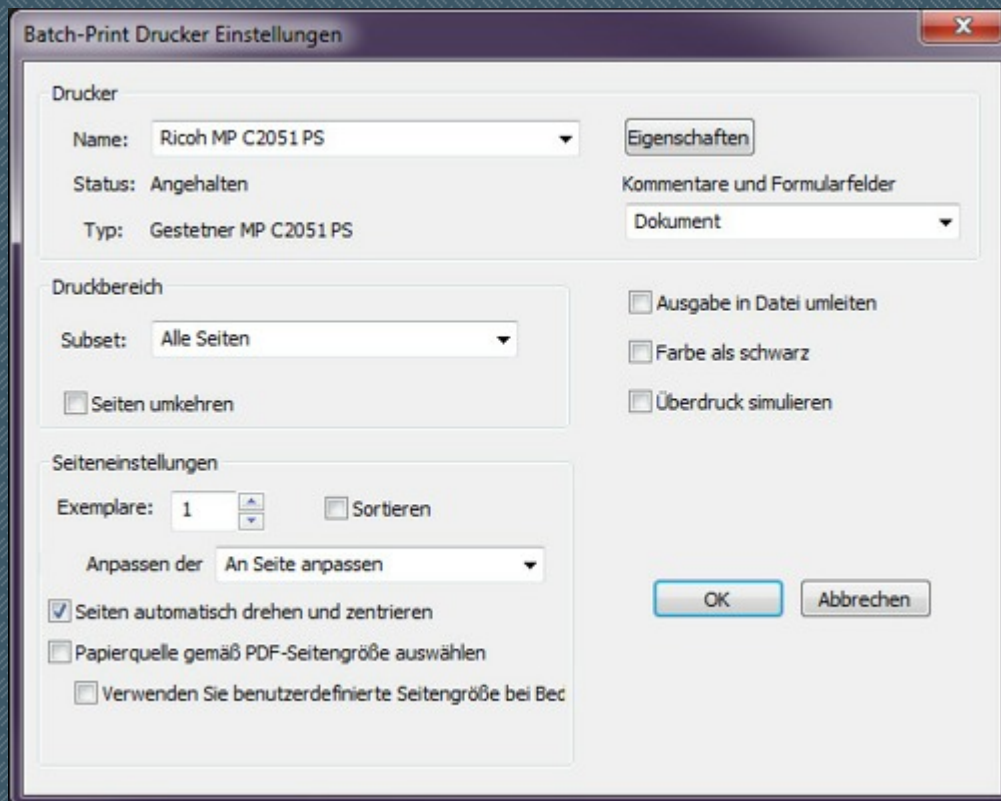 Batch-Print Drucker Einstellungen
Drucker
Name: Ricoh MP C2051 PS
Eigenschaften
Status: Angehalten
Kommentare und Formularfelder
Typ: Gestetner MP C2051 PS
Dokument
Druckbereich
Subset: Alle Seiten
Seiten umkehren
Ausgabe in Datei umleiten
Farbe als schwarz
Überdruck simulieren
Seiteneinstellungen
Exemplare: 1
Sortieren
Anpassen der An Seite anpassen
Seiten automatisch drehen und zentrieren
Papierquelle gemäß PDF-Seitengröße auswählen
Verwenden Sie benutzerdefinierte Seitengröße bei Bed
OK
Abbrechen